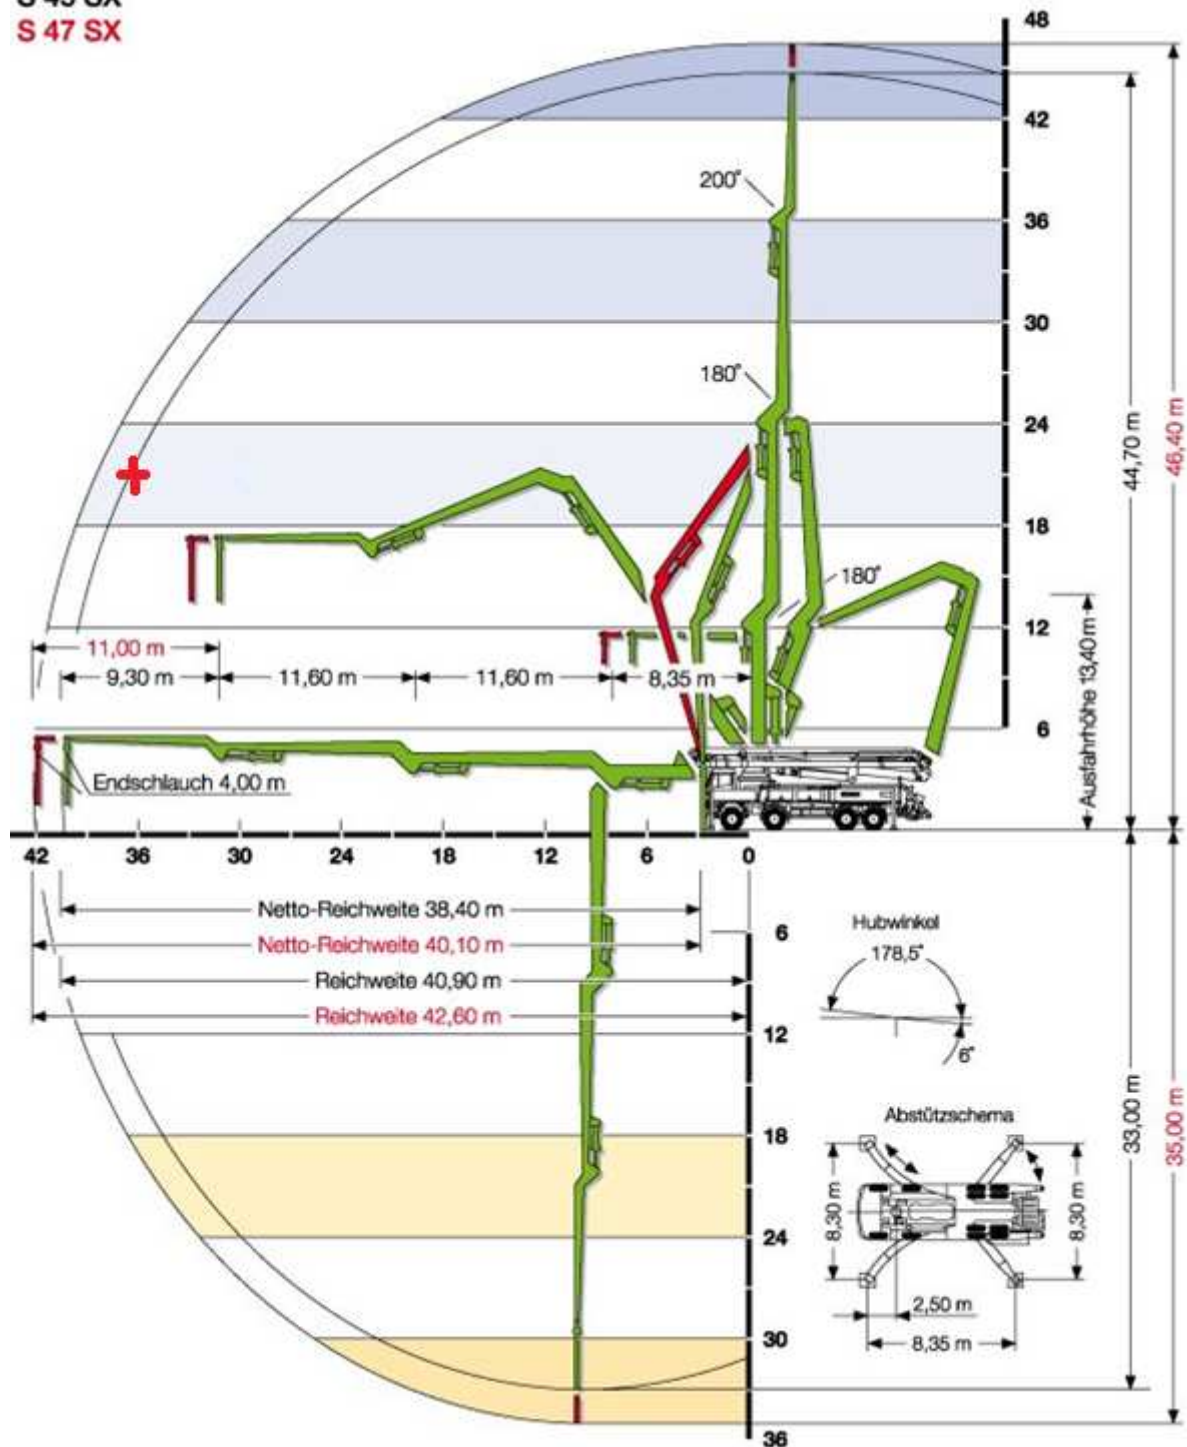 S 47 SX
48
42
200°
36
30
180°
24
44,70 m
46,40 m
18
180°
12
11,00 m
9,30 m
11,60 m
11,60 m
8,35 m
Ausfahrhöhe 13,40 m
6
Endschlauch 4,00 m
42 36 30 24 18 12 6 0
Netto-Reichweite 38,40 m
Netto-Reichweite 40,10 m
Reichweite 40,90 m
Reichweite 42,60 m
6
Hubwinkel
178,5°
6°
12
33,00 m
35,00 m
18
Abstützschema
8,30 m
8,30 m
24
2,50 m
8,35 m
30
36